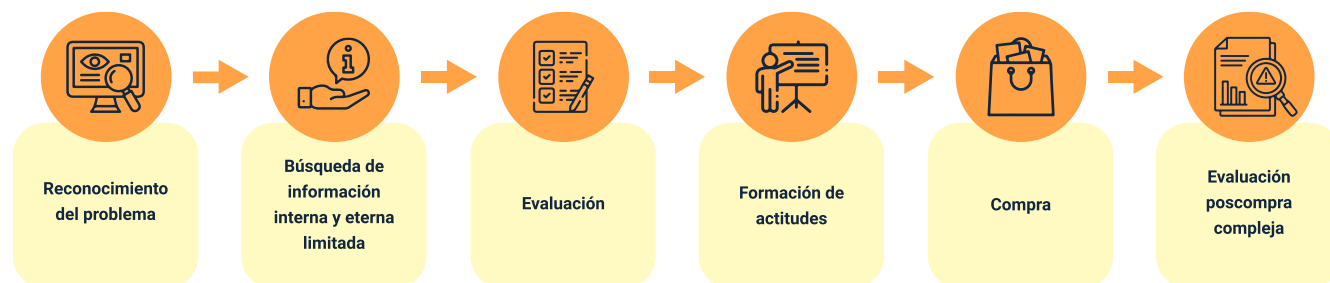 Reconocimiento
del problema
Búsqueda de
información
interna y eterna
limitada
Evaluación
Formación de
actitudes
Compra
Evaluación
poscompra
compleja